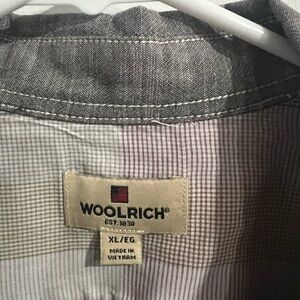 WOOLRICH®
EST. 1830
XL/EG
MADE IN
VIETNAM